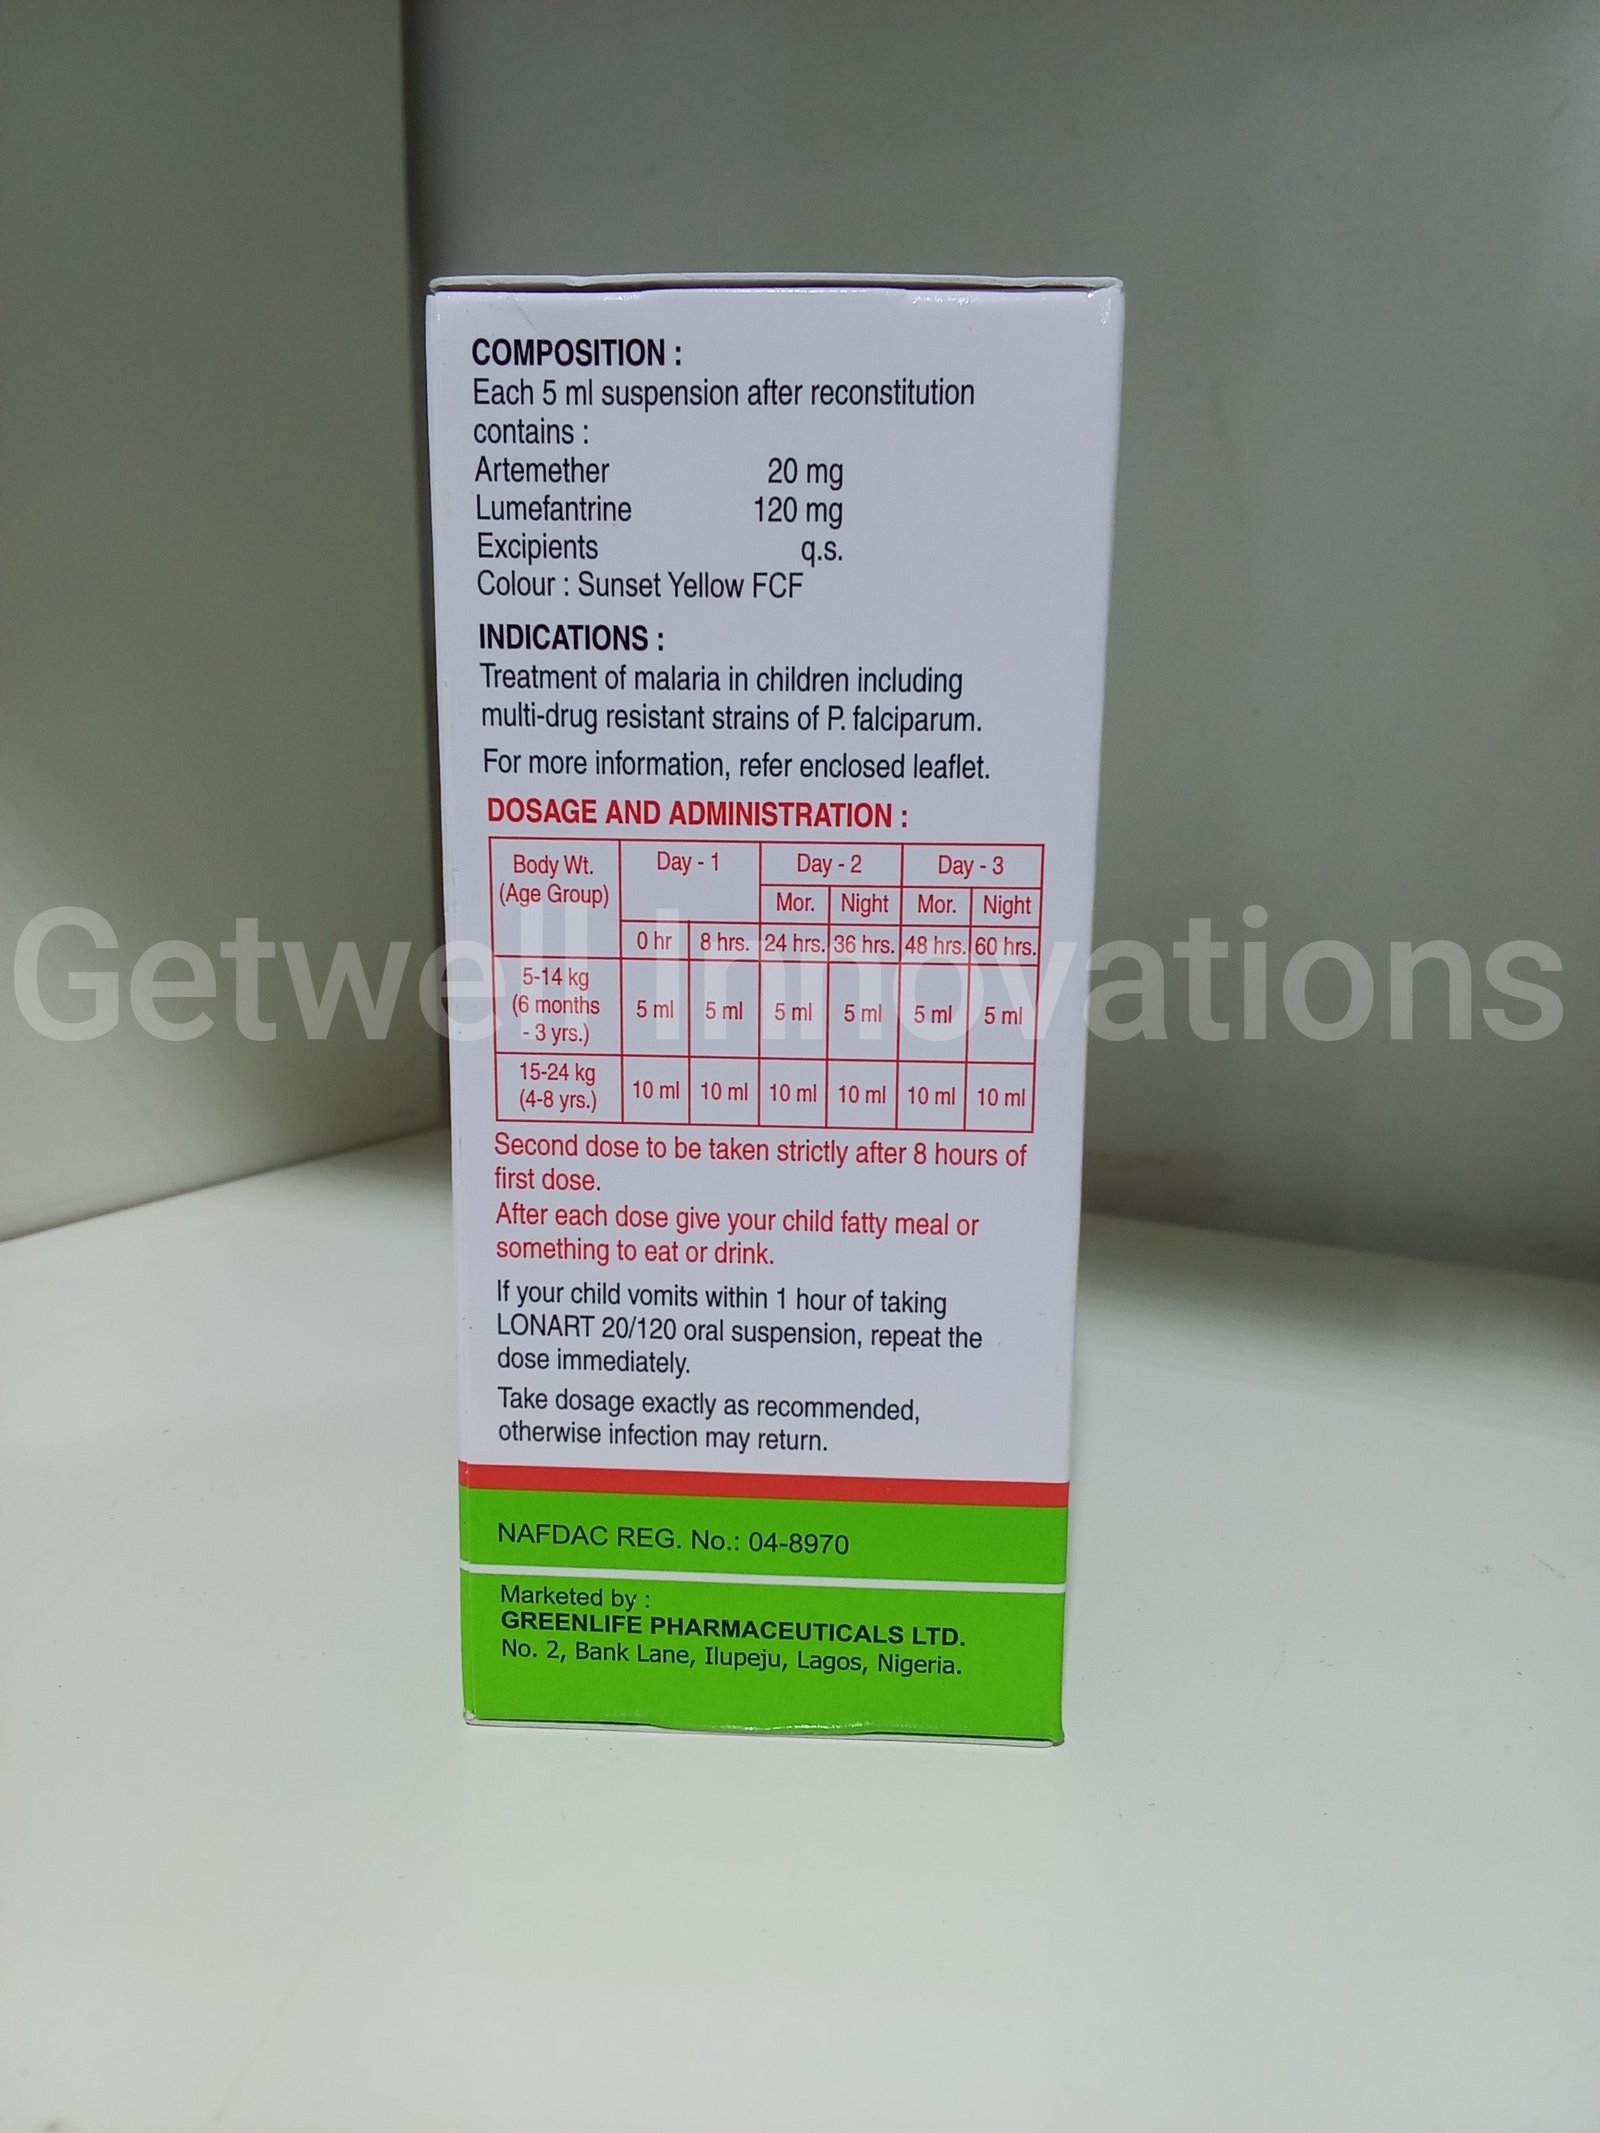 COMPOSITION :
Each 5 ml suspension after reconstitution
contains :
Artemether 20 mg
Lumefantrine 120 mg
Excipients q.s.
Colour : Sunset Yellow FCF
INDICATIONS :
Treatment of malaria in children including
multi-drug resistant strains of P. falciparum.
For more information, refer enclosed leaflet.
DOSAGE AND ADMINISTRATION :
Body Wt. Day - 1 Day - 2 Day - 3
(Age Group) Mor. Night Mor. Night
0 hr 8 hrs. 24 hrs. 36 hrs. 48 hrs. 60 hrs.
5-14 kg
(6 months 5 ml 5 ml 5 ml 5 ml 5 ml 5 ml
- 3 yrs.)
15-24 kg
(4-8 yrs.) 10 ml 10 ml 10 ml 10 ml 10 ml 10 ml
Getwell Innovations
Second dose to be taken strictly after 8 hours of
first dose.
After each dose give your child fatty meal or
something to eat or drink.
If your child vomits within 1 hour of taking
LONART 20/120 oral suspension, repeat the
dose immediately.
Take dosage exactly as recommended,
otherwise infection may return.
NAFDAC REG. No.: 04-8970
Marketed by :
GREENLIFE PHARMACEUTICALS LTD.
No. 2, Bank Lane, Ilupeju, Lagos, Nigeria.